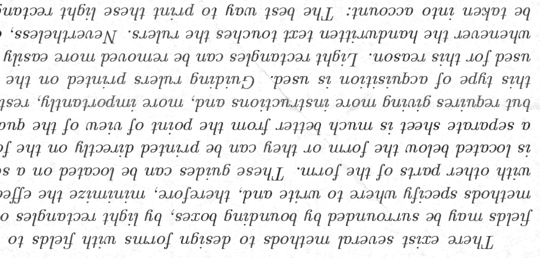 There exist several methods to design forms with fields to
fields may be surrounded by bounding boxes, by light rectangles o
methods specify where to write and, therefore, minimize the effe
with other parts of the form. These guides can be located on a s
is located below the form or they can be printed directly on the fo
a separate sheet is much better from the point of view of the qua
but requires giving more instructions and, more importantly, rest
this type of acquisition is used. Guiding rulers printed on the
used for this reason. Light rectangles can be removed more easily
whenever the handwritten text touches the rulers. Nevertheless,
be taken into account: The best way to print these light rectang